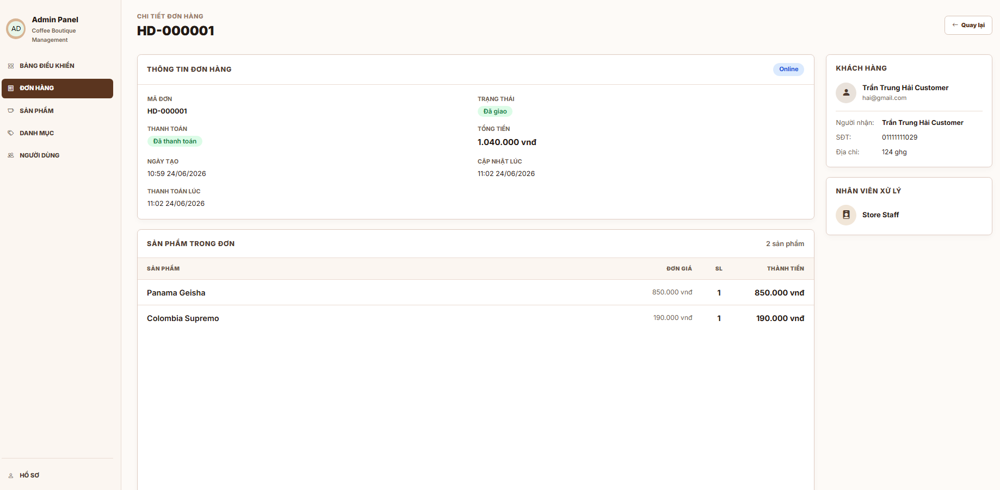 AD
Admin Panel
Coffee Boutique
Management
BẢNG ĐIỀU KHIỂN
ĐƠN HÀNG
SẢN PHẨM
DANH MỤC
NGƯỜI DÙNG
HỒ SƠ
CHI TIẾT ĐƠN HÀNG
HD-000001
← Quay lại
THÔNG TIN ĐƠN HÀNG
Online
MÃ ĐƠN
HD-000001
TRẠNG THÁI
Đã giao
THANH TOÁN
Đã thanh toán
TỔNG TIỀN
1.040.000 vnđ
NGÀY TẠO
10:59 24/06/2026
CẬP NHẬT LÚC
11:02 24/06/2026
THANH TOÁN LÚC
11:02 24/06/2026
SẢN PHẨM TRONG ĐƠN
2 sản phẩm
SẢN PHẨM ĐƠN GIÁ SL THÀNH TIỀN
Panama Geisha 850.000 vnđ 1 850.000 vnđ
Colombia Supremo 190.000 vnđ 1 190.000 vnđ
KHÁCH HÀNG
Trần Trung Hải Customer
hai@gmail.com
Người nhận: Trần Trung Hải Customer
SĐT: 01111111029
Địa chỉ: 124 ghg
NHÂN VIÊN XỬ LÝ
Store Staff